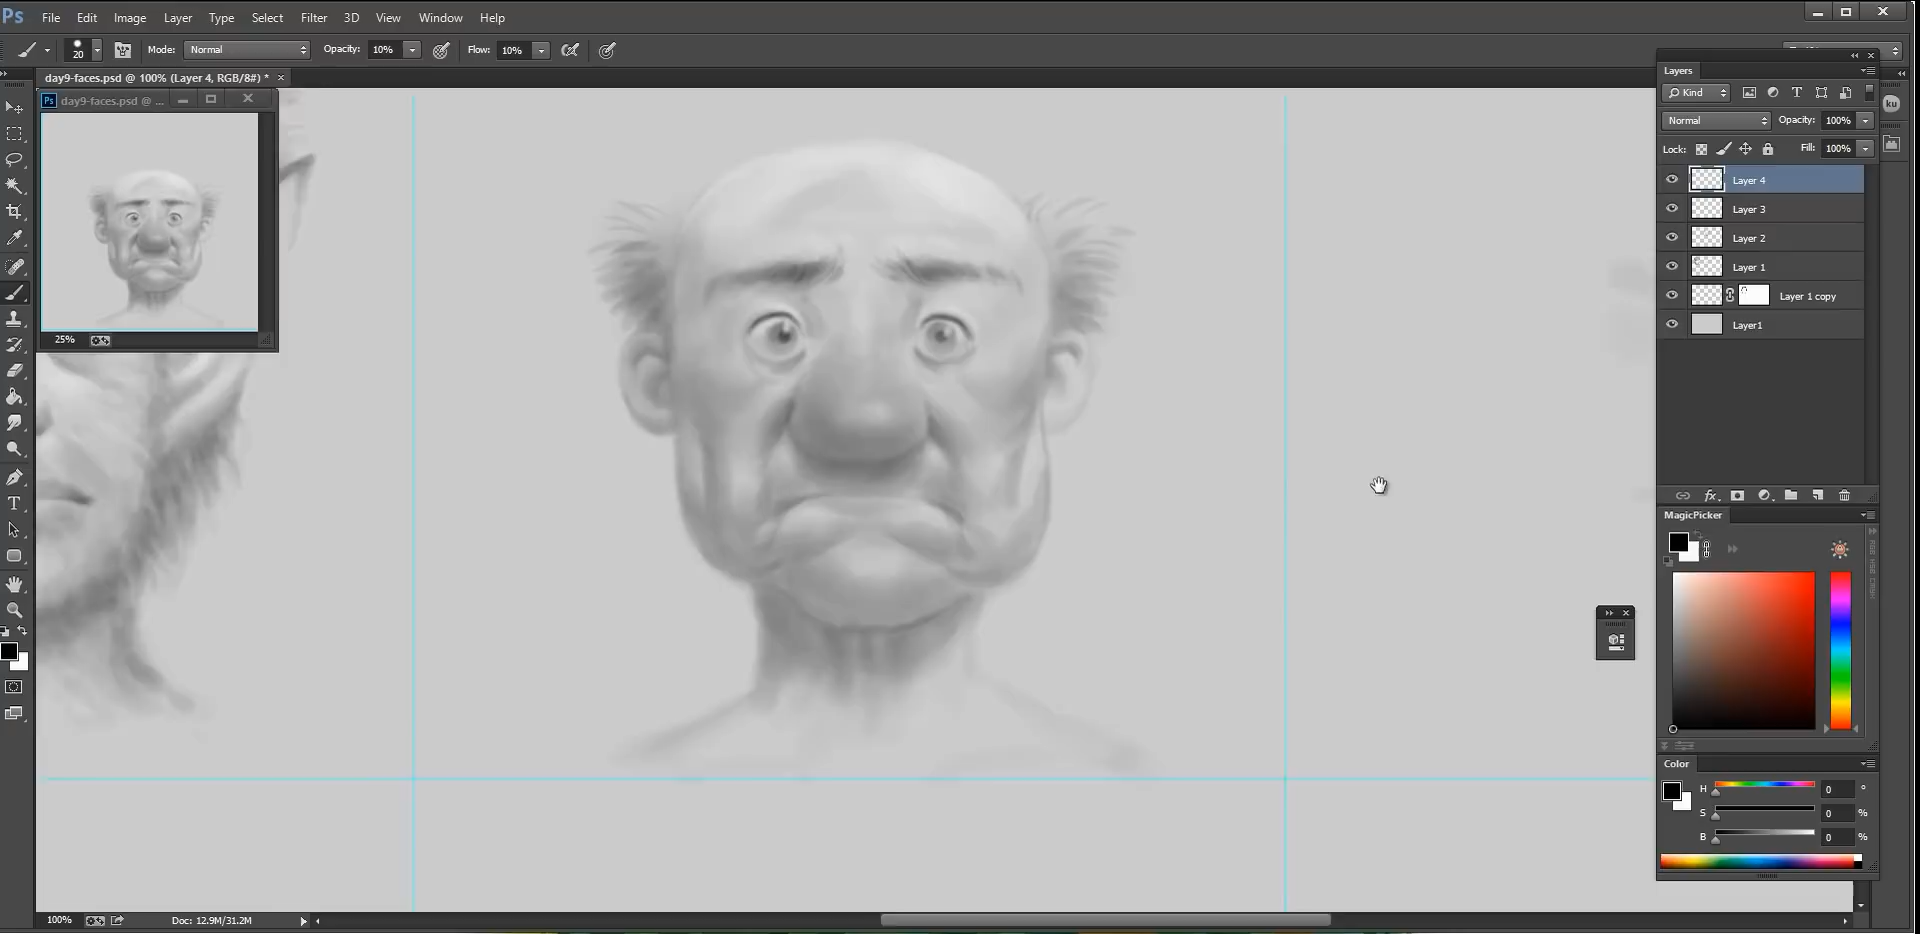 Ps File Edit Image Layer Type Select Filter 3D View Window Help
20 Mode: Normal Opacity: 10% Flow: 10%
day9-faces.psd @ 100% (Layer 4, RGB/8#) * ×
Ps day9-faces.psd @ ...
25%
Layers
Kind
Normal Opacity: 100%
Lock: Fill: 100%
Layer 4
Layer 3
Layer 2
Layer 1
Layer 1 copy
Layer1
fx
ku
MagicPicker
Color
H 0 °
S 0 %
B 0 %
100% Doc: 12.9M/31.2M